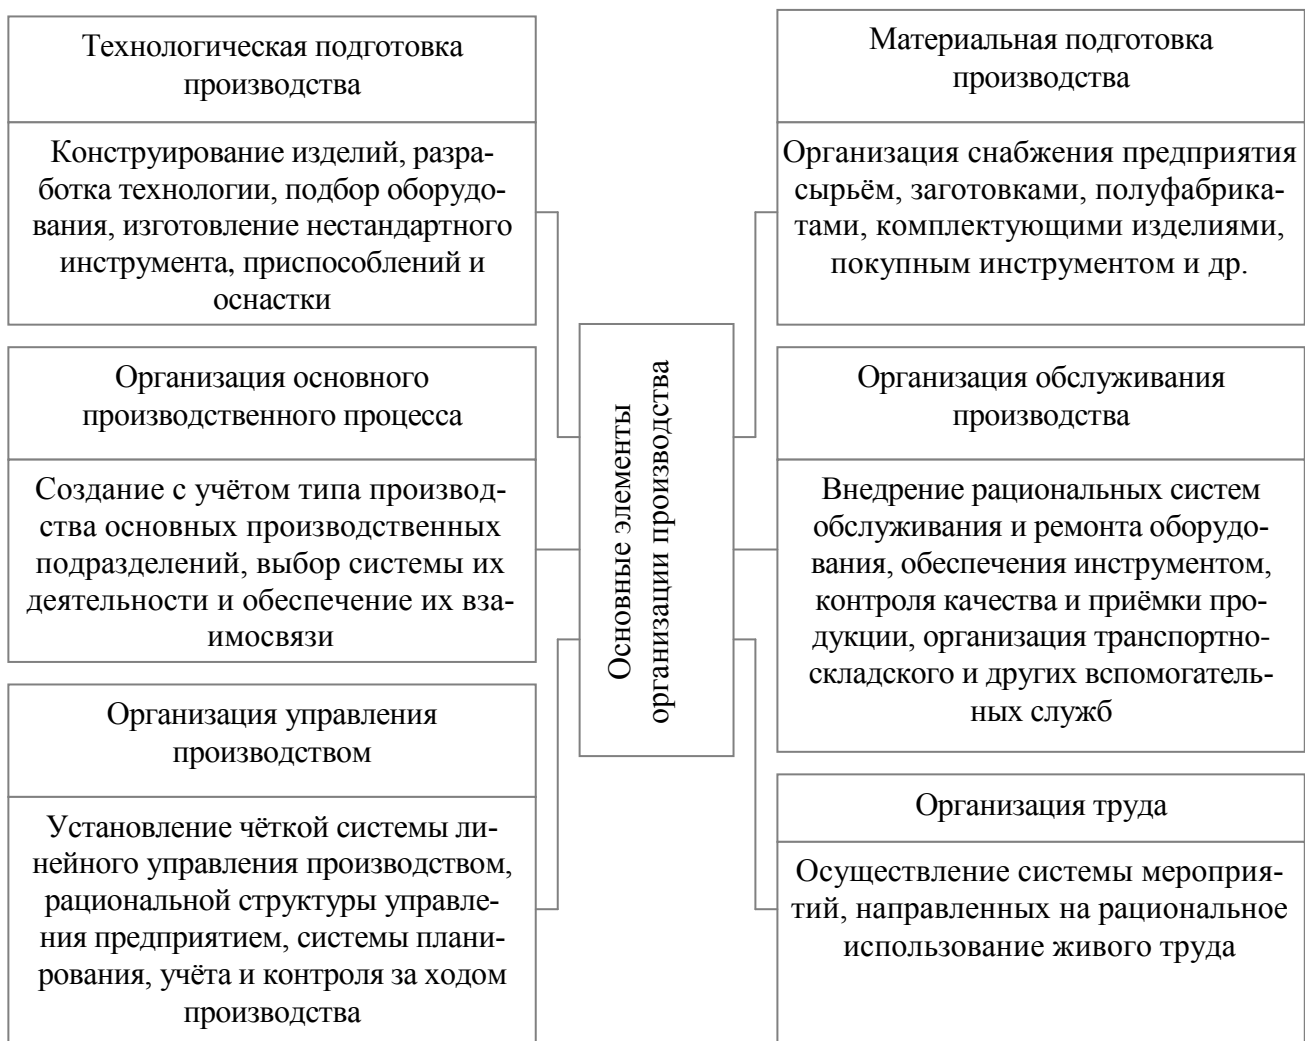 Технологическая подготовка
производства
Конструирование изделий, разра-
ботка технологии, подбор оборудо-
вания, изготовление нестандартного
инструмента, приспособлений и
оснастки
Организация основного
производственного процесса
Создание с учётом типа производ-
ства основных производственных
подразделений, выбор системы их
деятельности и обеспечение их вза-
имосвязи
Организация управления
производством
Установление чёткой системы ли-
нейного управления производством,
рациональной структуры управле-
ния предприятием, системы плани-
рования, учёта и контроля за ходом
производства
Основные элементы
организации производства
Материальная подготовка
производства
Организация снабжения предприятия
сырьём, заготовками, полуфабрика-
тами, комплектующими изделиями,
покупным инструментом и др.
Организация обслуживания
производства
Внедрение рациональных систем
обслуживания и ремонта оборудо-
вания, обеспечения инструментом,
контроля качества и приёмки про-
дукции, организация транспортно-
складского и других вспомогатель-
ных служб
Организация труда
Осуществление системы мероприя-
тий, направленных на рациональное
использование живого труда